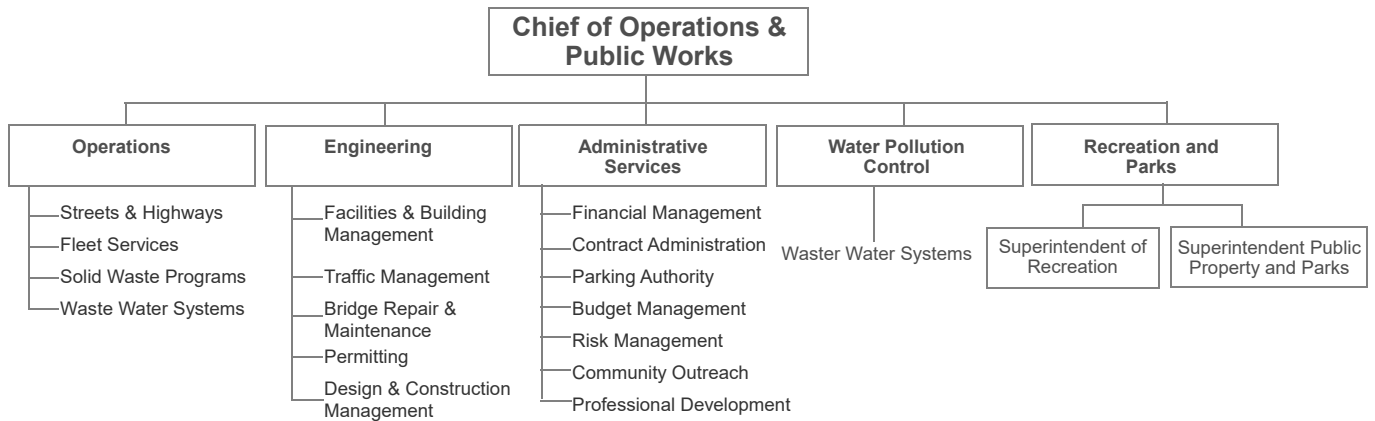 Chief of Operations &
Public Works
Operations
Streets & Highways
Fleet Services
Solid Waste Programs
Waste Water Systems
Engineering
Facilities & Building
Management
Traffic Management
Bridge Repair &
Maintenance
Permitting
Design & Construction
Management
Administrative
Services
Financial Management
Contract Administration
Parking Authority
Budget Management
Risk Management
Community Outreach
Professional Development
Water Pollution
Control
Waster Water Systems
Recreation and
Parks
Superintendent of
Recreation
Superintendent Public
Property and Parks